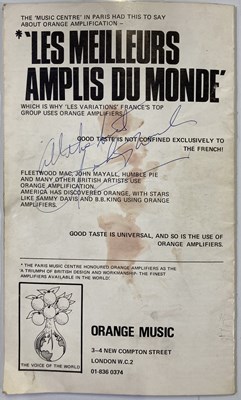 THE 'MUSIC CENTRE' IN PARIS HAD THIS TO SAY
ABOUT ORANGE AMPLIFICATION:-
*'LES MEILLEURS
AMPLIS DU MONDE'
WHICH IS WHY 'LES VARIATIONS' FRANCE'S TOP
GROUP USES ORANGE AMPLIFIERS.
GOOD TASTE IS NOT CONFINED EXCLUSIVELY TO
THE FRENCH!
All the best
FLEETWOOD MAC, JOHN MAYALL, HUMBLE PIE
AND MANY OTHER BRITISH ARTISTS USE
ORANGE AMPLIFICATION.
AMERICA HAS DISCOVERED ORANGE, WITH STARS
LIKE SAMMY DAVIS AND B.B.KING USING ORANGE
AMPLIFIERS.
GOOD TASTE IS UNIVERSAL, AND SO IS THE USE OF
ORANGE AMPLIFIERS.
* THE PARIS MUSIC CENTRE HONOURED ORANGE AMPLIFIERS AS THE
'A TRIUMPH OF BRITISH DESIGN AND WORKMANSHIP. THE FINEST
AMPLIFIERS AVAILABLE IN THE WORLD'.
ORANGE MUSIC
3–4 NEW COMPTON STREET
LONDON W.C.2
01-836 0374
THE VOICE OF THE WORLD